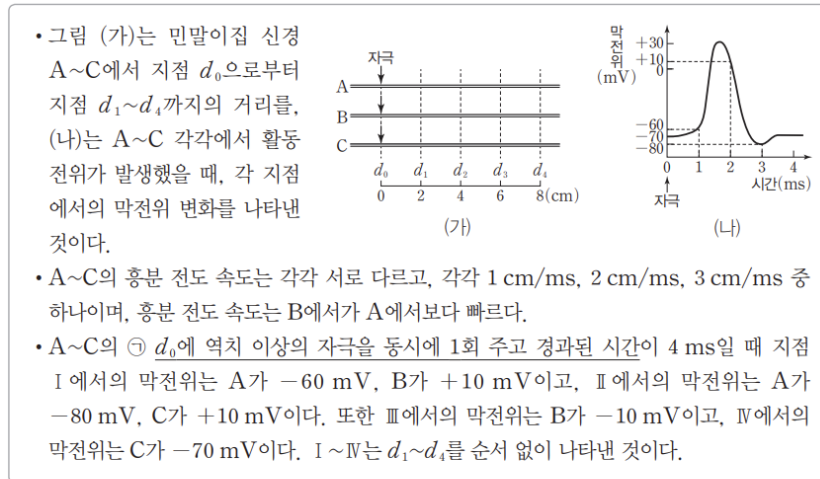 • 그림 (가)는 민말이집 신경
A~C에서 지점 d₀으로부터
지점 d₁~d₄까지의 거리를,
(나)는 A~C 각각에서 활동
전위가 발생했을 때, 각 지점
에서의 막전위 변화를 나타낸
것이다.
자극
A
B
C
d₀ d₁ d₂ d₃ d₄
0 2 4 6 8(cm)
(가)
막전위(mV)
+30
+10
0
-60
-70
-80
0 1 2 3 4
시간(ms)
자극
(나)
• A~C의 흥분 전도 속도는 각각 서로 다르고, 각각 1 cm/ms, 2 cm/ms, 3 cm/ms 중
하나이며, 흥분 전도 속도는 B에서가 A에서보다 빠르다.
• A~C의 ㉠ d₀에 역치 이상의 자극을 동시에 1회 주고 경과된 시간이 4 ms일 때 지점
Ⅰ에서의 막전위는 A가 -60 mV, B가 +10 mV이고, Ⅱ에서의 막전위는 A가
-80 mV, C가 +10 mV이다. 또한 Ⅲ에서의 막전위는 B가 -10 mV이고, Ⅳ에서의
막전위는 C가 -70 mV이다. Ⅰ~Ⅳ는 d₁~d₄를 순서 없이 나타낸 것이다.